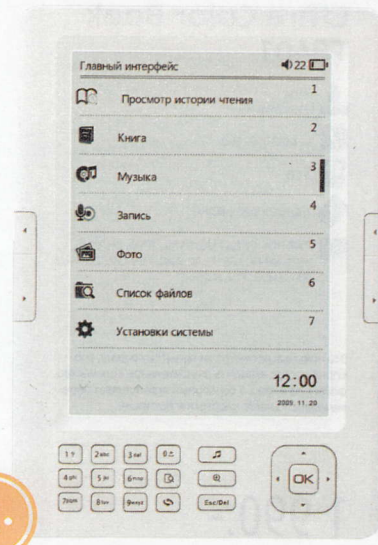 Главный интерфейс 22
Просмотр истории чтения 1
Книга 2
Музыка 3
Запись 4
Фото 5
Список файлов 6
Установки системы 7
12:00
2009.11.20
OK
Esc/Del